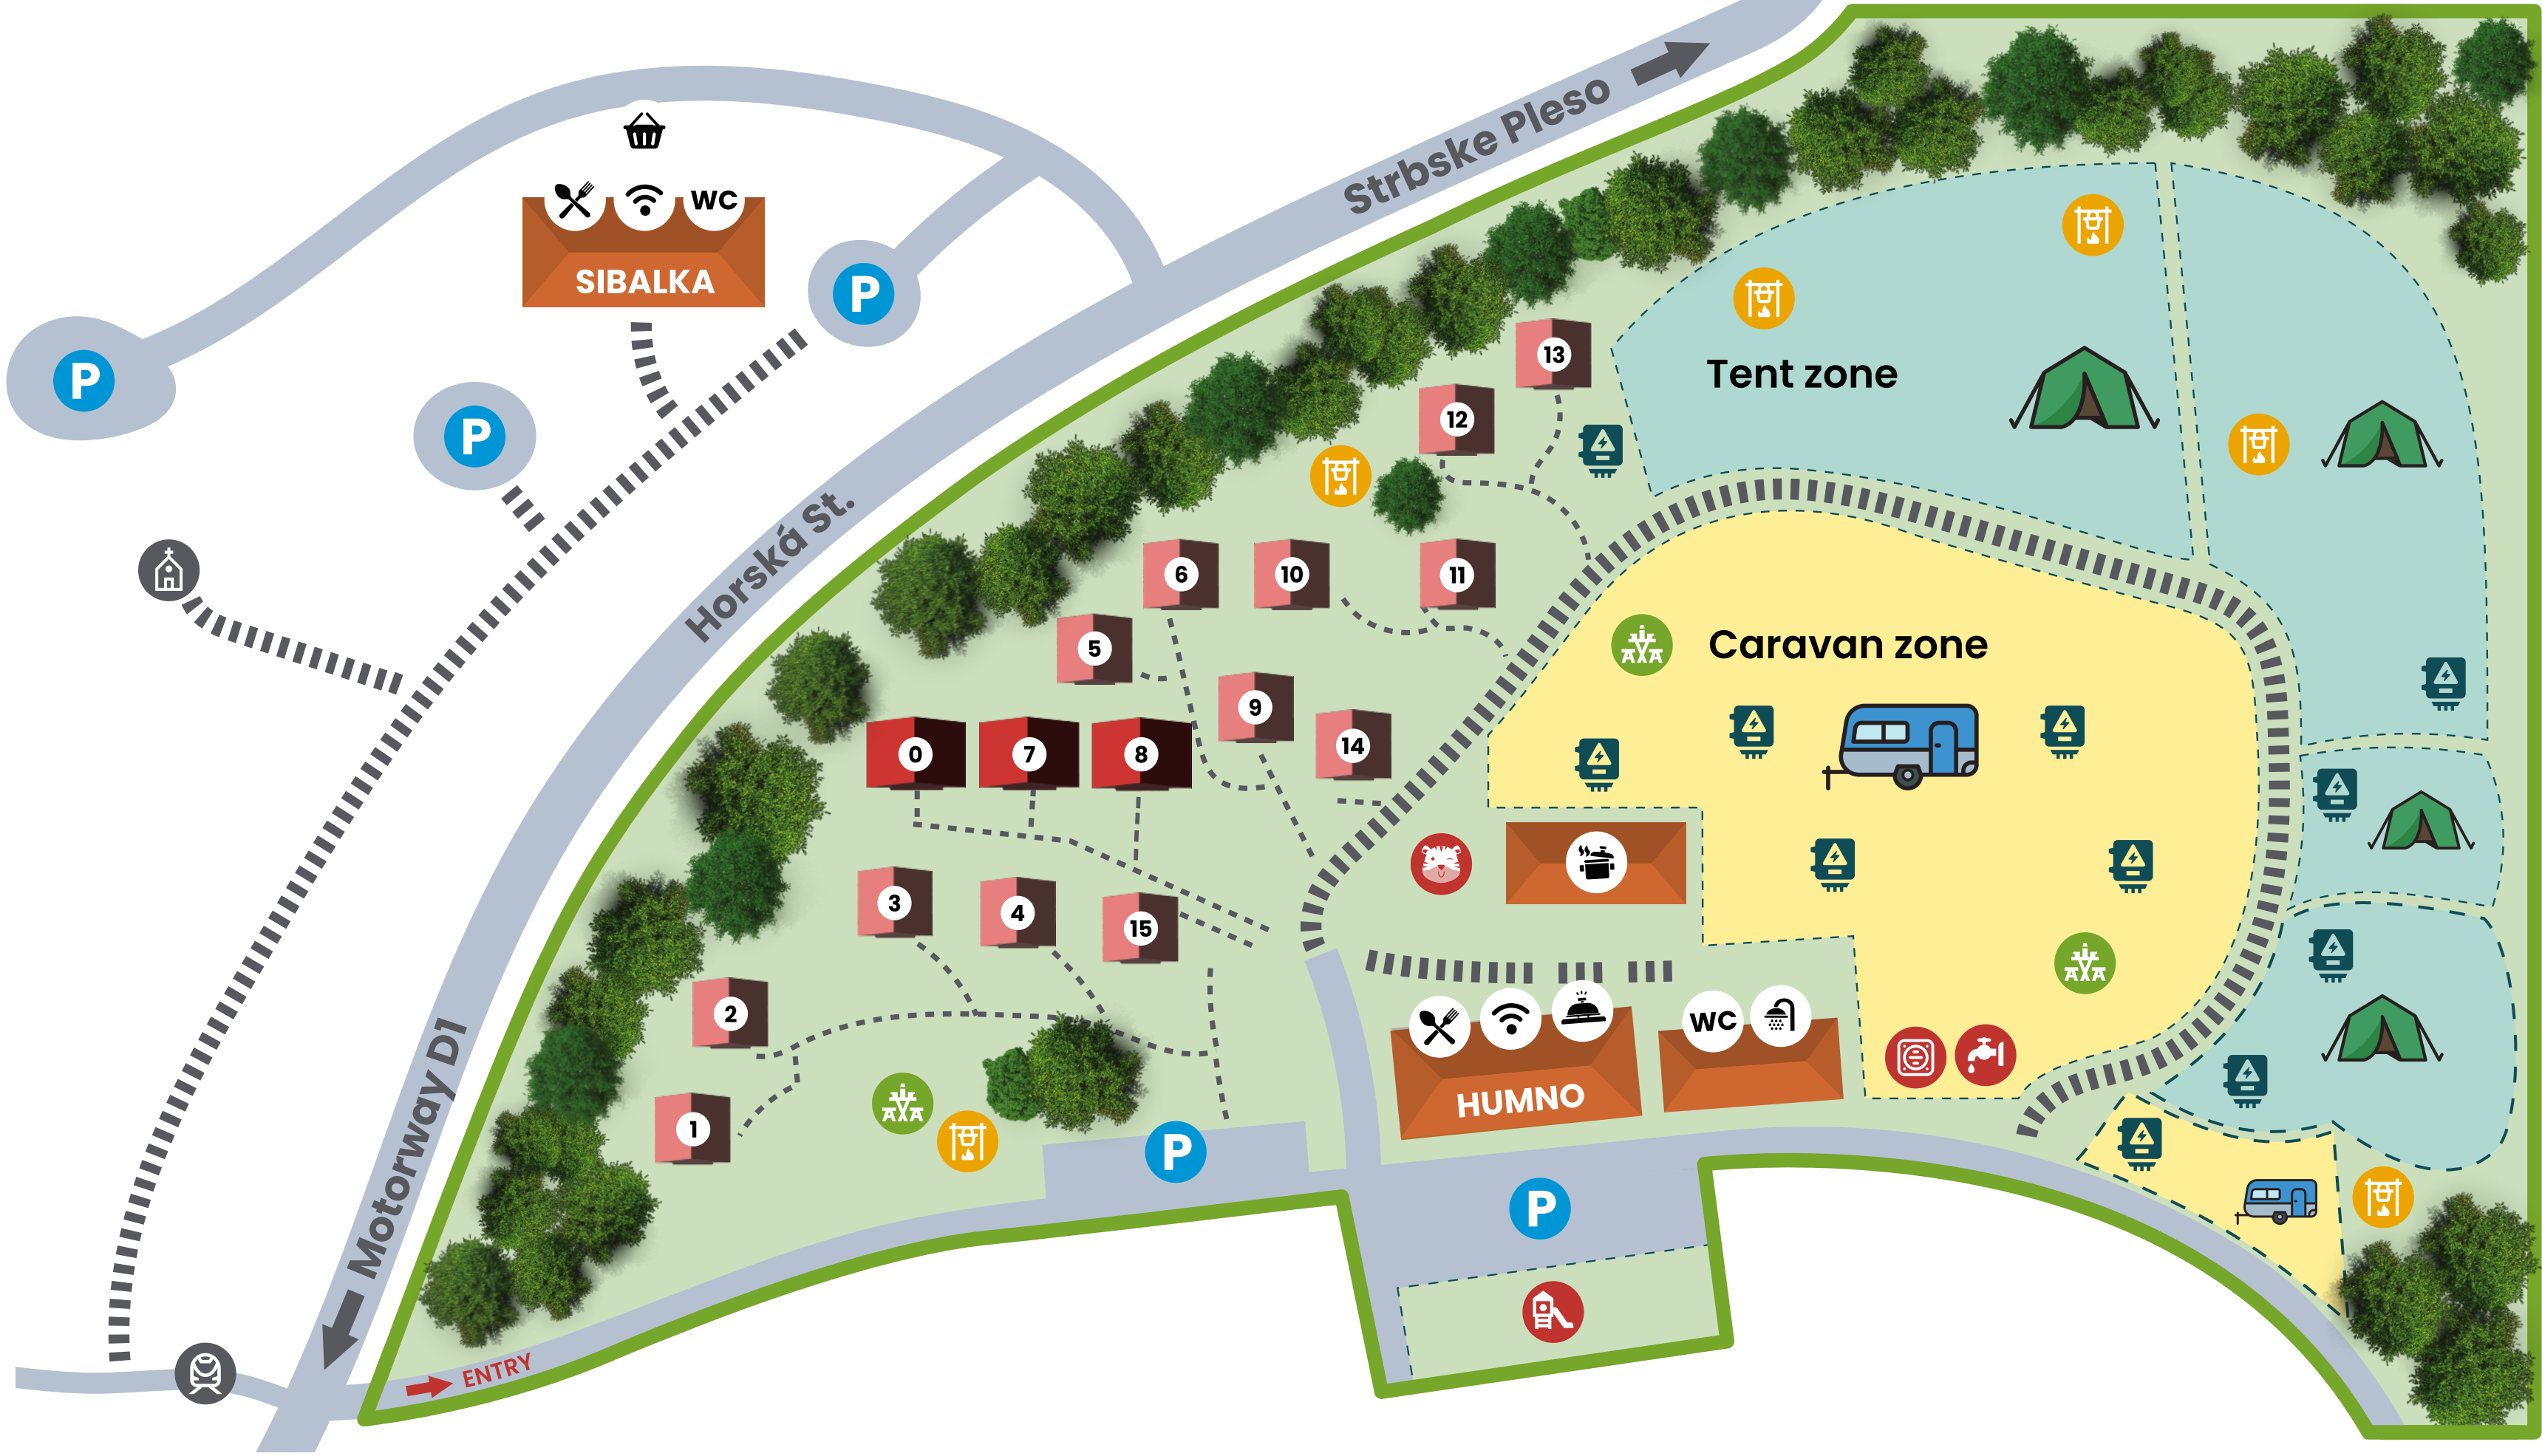 Strbske Pleso
WC
SIBALKA
P
P
P
Horská St.
Motorway D1
ENTRY
Tent zone
13
12
6
10
11
5
Caravan zone
9
14
0
7
8
3
4
15
2
1
WC
HUMNO
P
P